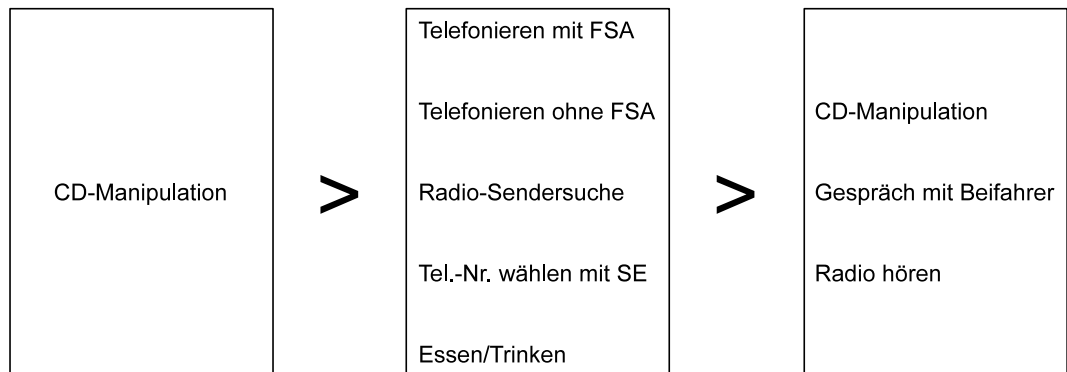 CD-Manipulation
>
Telefonieren mit FSA
Telefonieren ohne FSA
Radio-Sendersuche
Tel.-Nr. wählen mit SE
Essen/Trinken
>
CD-Manipulation
Gespräch mit Beifahrer
Radio hören